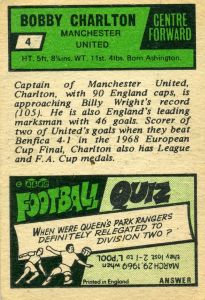 BOBBY CHARLTON
MANCHESTER
UNITED
CENTRE
FORWARD
4
HT. 5ft. 8½ins. WT. 11st. 4lbs. Born Ashington.
Captain of Manchester United,
Charlton, with 90 England caps, is
approaching Billy Wright's record
(105). He is also England's leading
marksman with 46 goals. Scorer of
two of United's goals when they beat
Benfica 4-1 in the 1968 European
Cup Final, Charlton also has League
and F.A. Cup medals.
FOOTBALL QUIZ
WHEN WERE QUEEN'S PARK RANGERS
DEFINITELY RELEGATED TO
DIVISION TWO?
Printed in England
ANSWER
MARCH 29 1969 when
they lost 2-1 to L'POOL